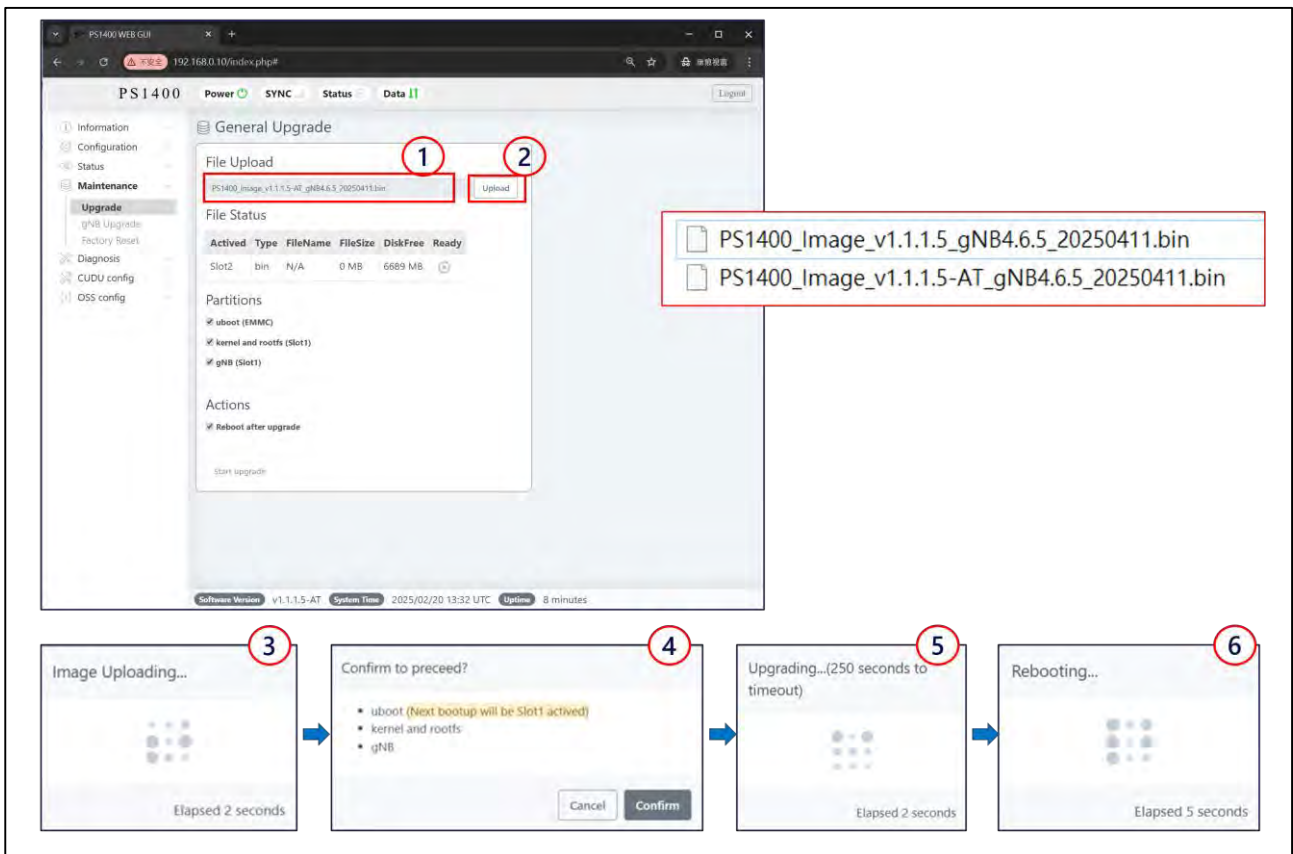 PS1400 WEB GUI
不安全 192.168.0.10/index.php#
PS1400 Power SYNC Status Data Logout
Information
Configuration
Status
Maintenance
Upgrade
gNB Upgrade
Factory Reset
Diagnosis
CUDU config
OSS config
General Upgrade
1
2
File Upload
PS1400_Image_v1.1.1.5-AT_gNB4.6.5_20250411.bin Upload
File Status
Actived Type FileName FileSize DiskFree Ready
Slot2 bin N/A 0 MB 6689 MB
Partitions
uboot (EMMC)
kernel and rootfs (Slot1)
gNB (Slot1)
Actions
Reboot after upgrade
Start upgrade
Software Version v1.1.1.5-AT System Time 2025/02/20 13:32 UTC Uptime 8 minutes
PS1400_Image_v1.1.1.5_gNB4.6.5_20250411.bin
PS1400_Image_v1.1.1.5-AT_gNB4.6.5_20250411.bin
3
Image Uploading...
Elapsed 2 seconds
4
Confirm to preceed?
uboot (Next bootup will be Slot1 actived)
kernel and rootfs
gNB
Cancel Confirm
5
Upgrading...(250 seconds to
timeout)
Elapsed 2 seconds
6
Rebooting...
Elapsed 5 seconds